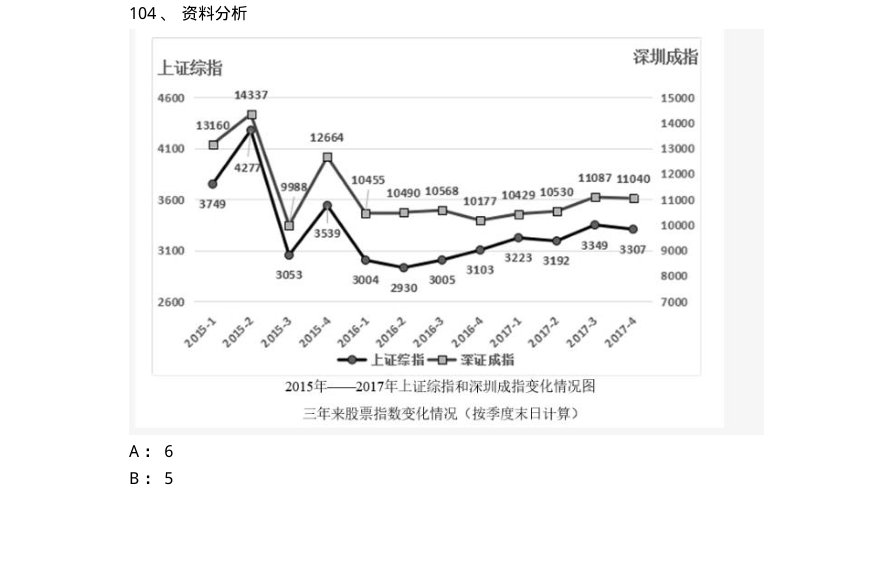 104 、 资料分析
上证综指
深圳成指
4600 14337 15000
13160 14000
4100 12664 13000
4277 9988 10455 12000
3600 10490 10568 10177 10429 10530 11087 11040 11000
3749 3539 10000
3100 3349 3307 9000
3053 3004 2930 3005 3103 3223 3192 8000
2600 7000
2015-1 2015-2 2015-3 2015-4 2016-1 2016-2 2016-3 2016-4 2017-1 2017-2 2017-3 2017-4
上证综指 深证成指
2015年——2017年上证综指和深圳成指变化情况图
三年来股票指数变化情况（按季度末日计算）
A ： 6
B ： 5